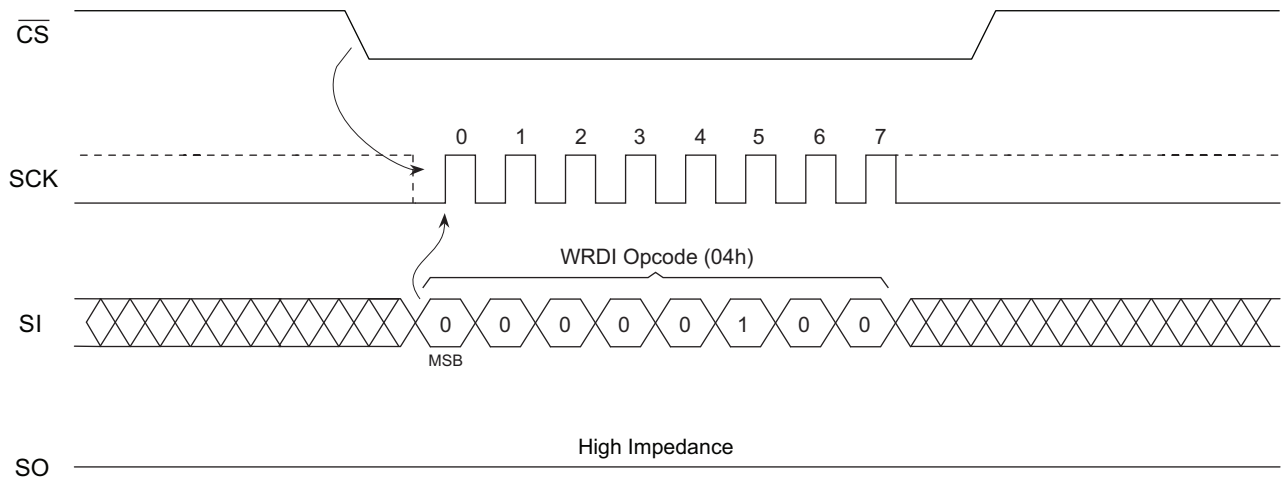 CS
0 1 2 3 4 5 6 7
SCK
WRDI Opcode (04h)
SI
0 0 0 0 0 1 0 0
MSB
High Impedance
SO